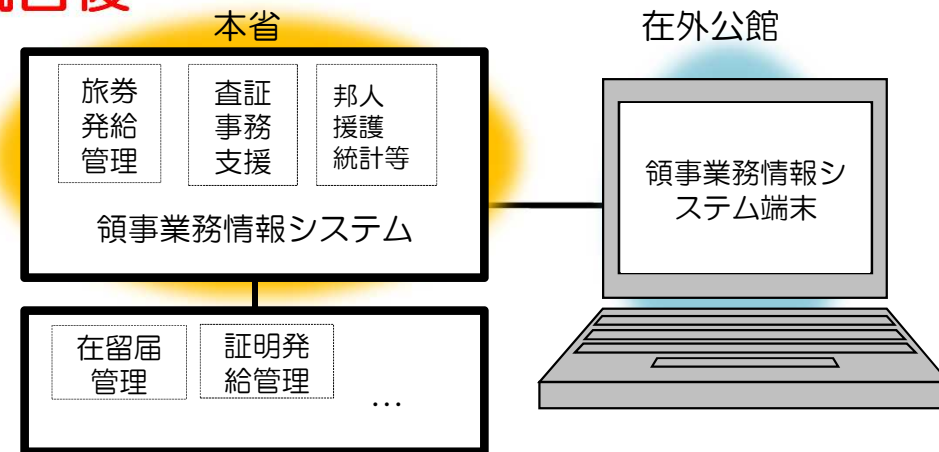 本省
在外公館
旅券
発給
管理
査証
事務
支援
邦人
援護
統計等
領事業務情報システム
領事業務情報シ
ステム端末
在留届
管理
証明発
給管理
…